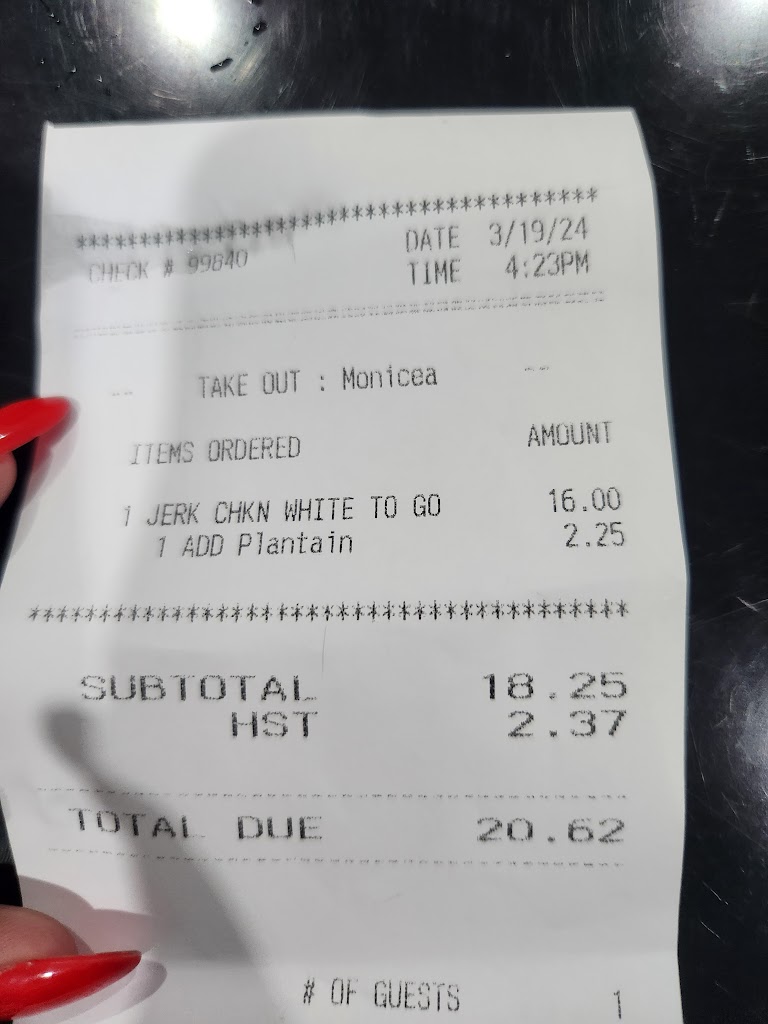 ****************************************
CHECK # 99840 DATE 3/19/24
TIME 4:23PM
-- TAKE OUT : Monicea --
ITEMS ORDERED AMOUNT
1 JERK CHKN WHITE TO GO 16.00
1 ADD Plantain 2.25
****************************************
SUBTOTAL 18.25
HST 2.37
TOTAL DUE 20.62
# OF GUESTS 1